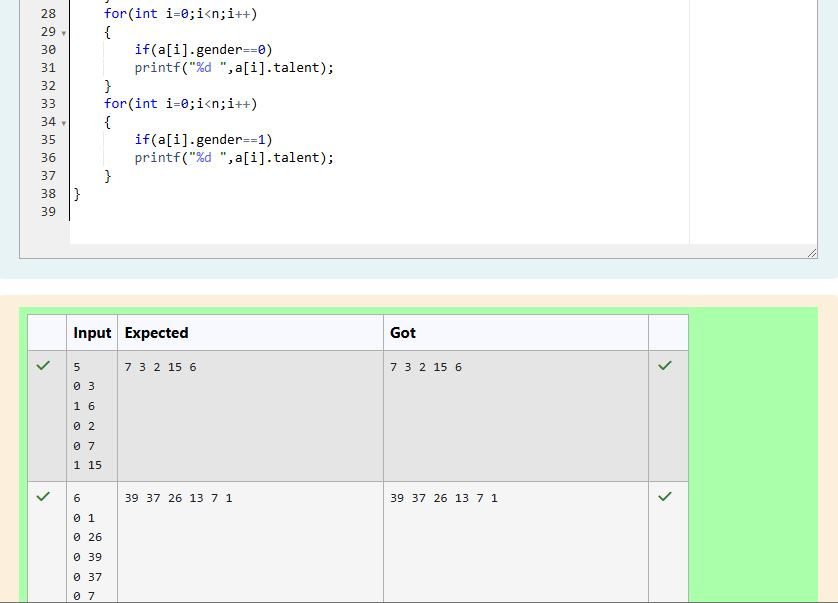 28 for(int i=0;i<n;i++)
29 {
30 if(a[i].gender==0)
31 printf("%d ",a[i].talent);
32 }
33 for(int i=0;i<n;i++)
34 {
35 if(a[i].gender==1)
36 printf("%d ",a[i].talent);
37 }
38 }
39
Input Expected Got
5 7 3 2 15 6 7 3 2 15 6
0 3
1 6
0 2
0 7
1 15
6 39 37 26 13 7 1 39 37 26 13 7 1
0 1
0 26
0 39
0 37
0 7